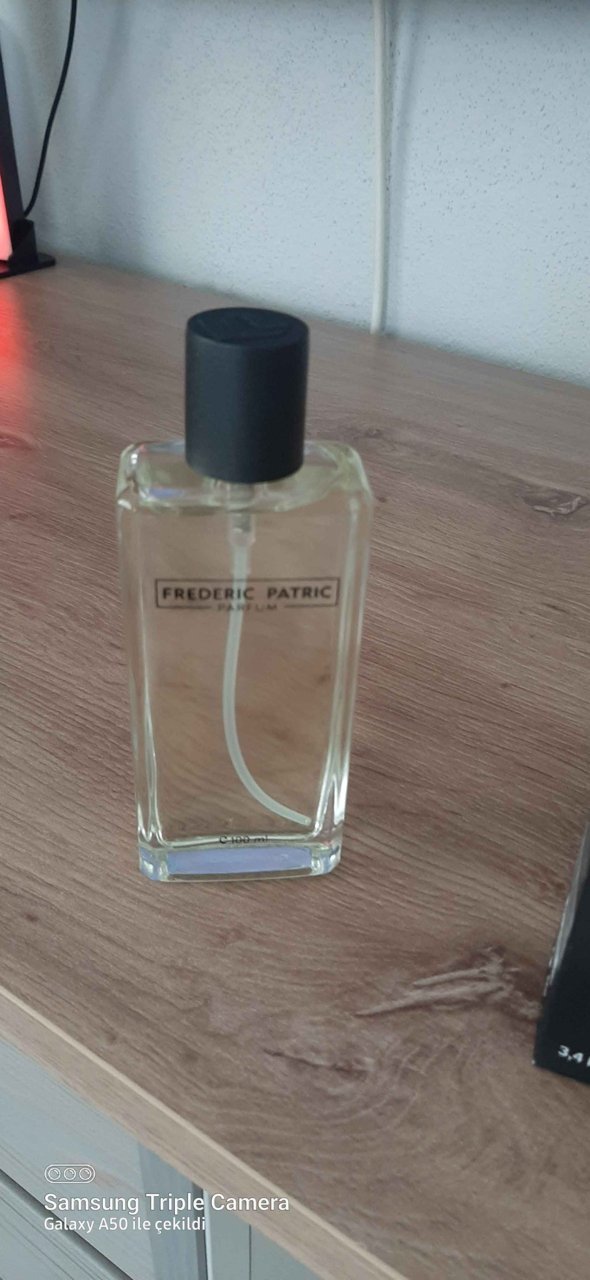 FREDERIC PATRIC
PARFUM
℮ 100 ml
3,4
Samsung Triple Camera
Galaxy A50 ile çekildi